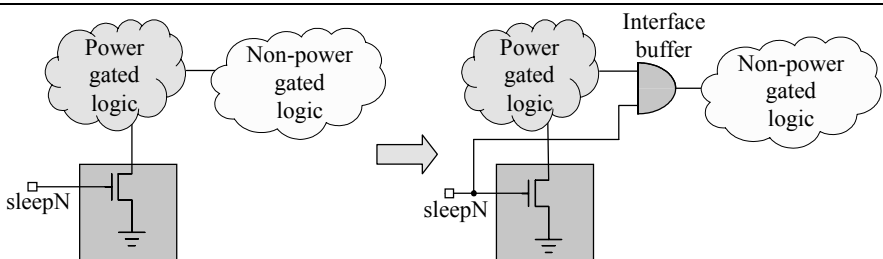 Power
gated
logic
Non-power
gated
logic
sleepN
Interface
buffer
Power
gated
logic
Non-power
gated
logic
sleepN